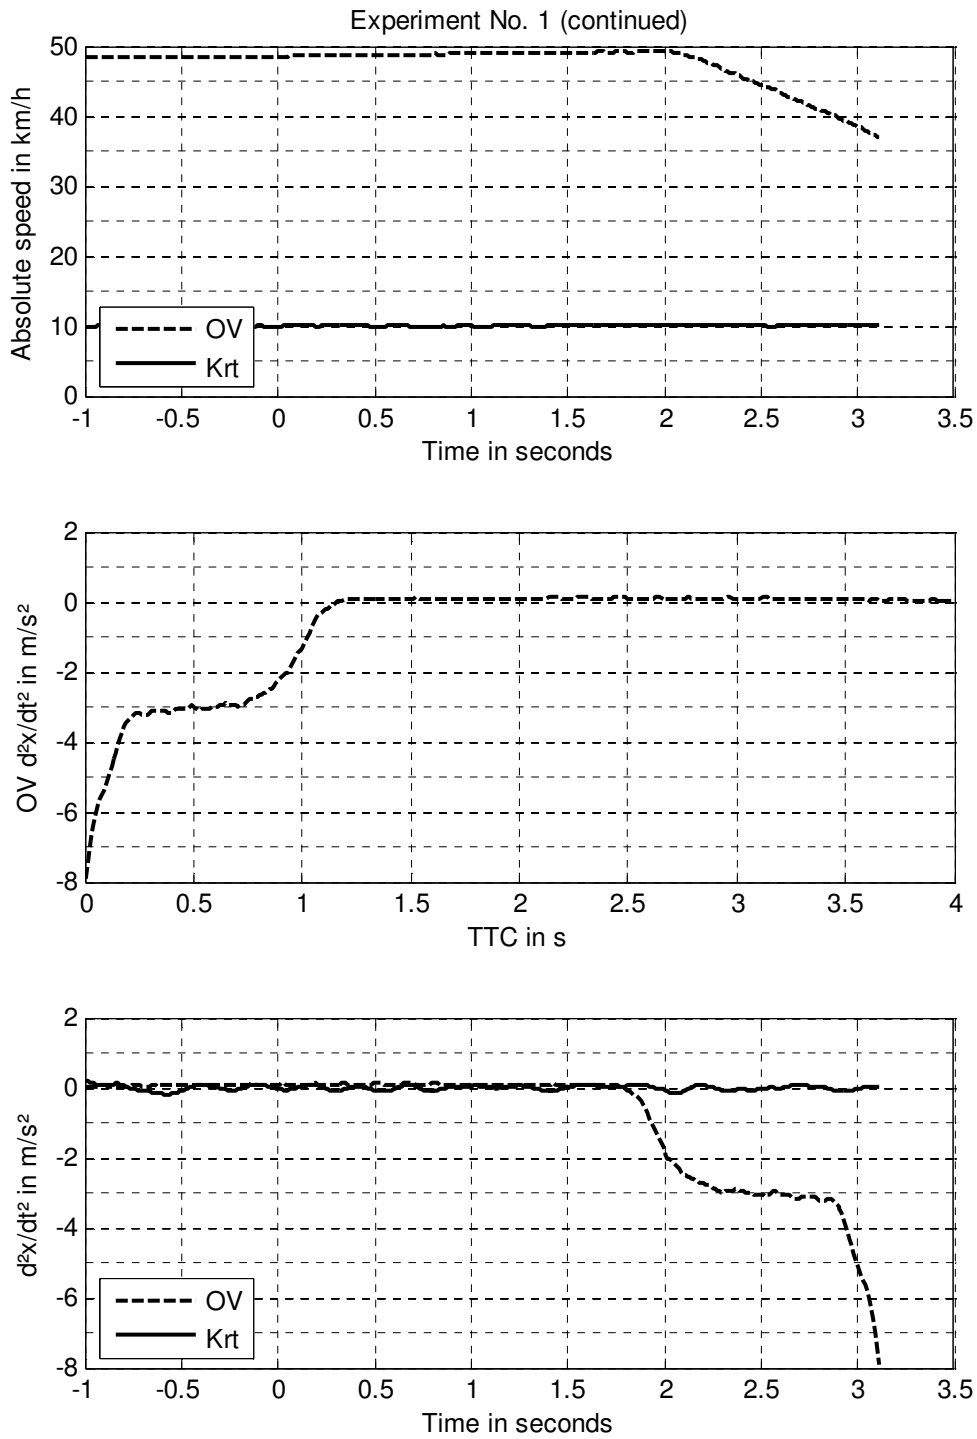 Experiment No. 1 (continued)
Absolute speed in km/h
50
40
30
20
10
0
OV
Krt
-1 -0.5 0 0.5 1 1.5 2 2.5 3 3.5
Time in seconds
OV d²x/dt² in m/s²
2
0
-2
-4
-6
-8
0 0.5 1 1.5 2 2.5 3 3.5 4
TTC in s
d²x/dt² in m/s²
2
0
-2
-4
-6
-8
OV
Krt
-1 -0.5 0 0.5 1 1.5 2 2.5 3 3.5
Time in seconds